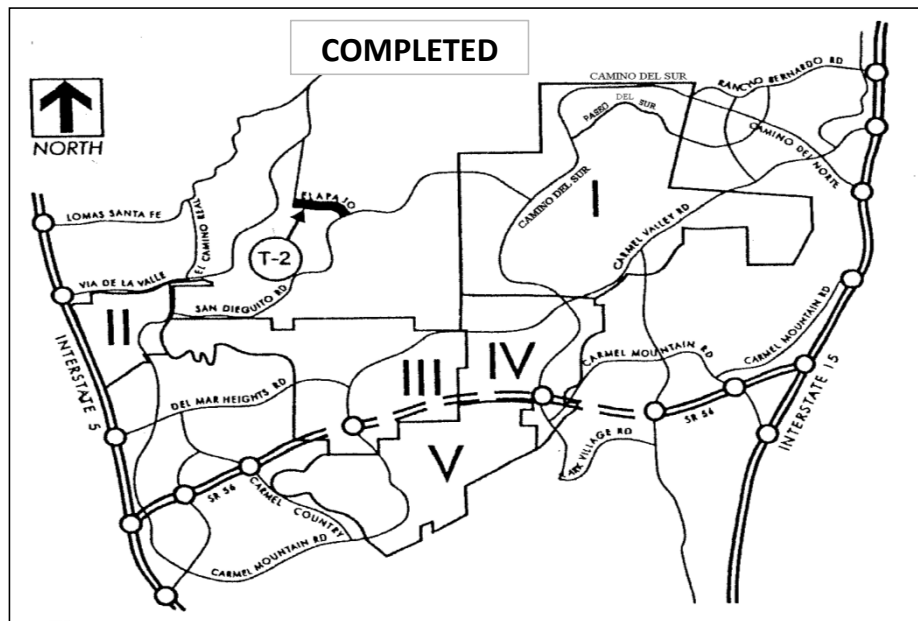 COMPLETED
NORTH
CAMINO DEL SUR
RANCHO BERNARDO RD
PASEO
DEL SUR
CAMINO DEL NORTE
EL APAJO
LOMAS SANTA FE
EL CAMINO REAL
CAMINO DEL SUR
I
CARMEL VALLEY RD
T-2
VIA DE LA VALLE
SAN DIEGUITO RD
II
INTERSTATE 5
III
IV
CARMEL MOUNTAIN RD
CARMEL MOUNTAIN RD
INTERSTATE 15
DEL MAR HEIGHTS RD
V
SR 56
PARK VILLAGE RD
SR 56
CARMEL COUNTRY
CARMEL MOUNTAIN RD